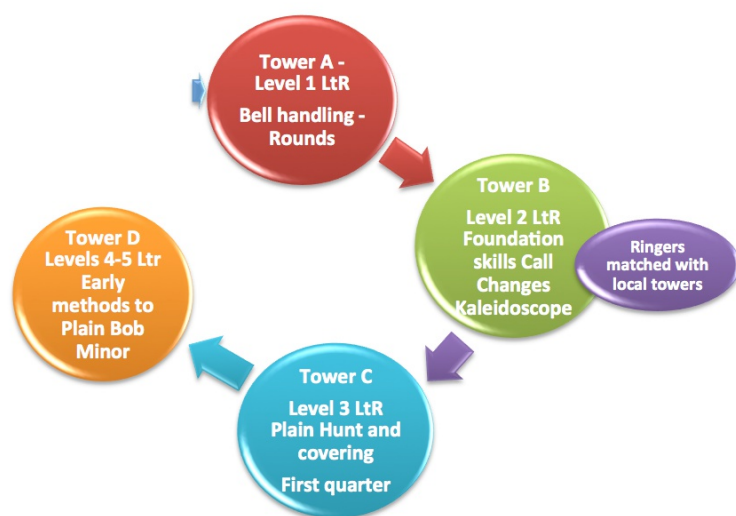 Tower A -
Level 1 LtR
Bell handling -
Rounds
Tower B
Level 2 LtR
Foundation
skills Call
Changes
Kaleidoscope
Ringers
matched with
local towers
Tower C
Level 3 LtR
Plain Hunt and
covering
First quarter
Tower D
Levels 4-5 Ltr
Early
methods to
Plain Bob
Minor